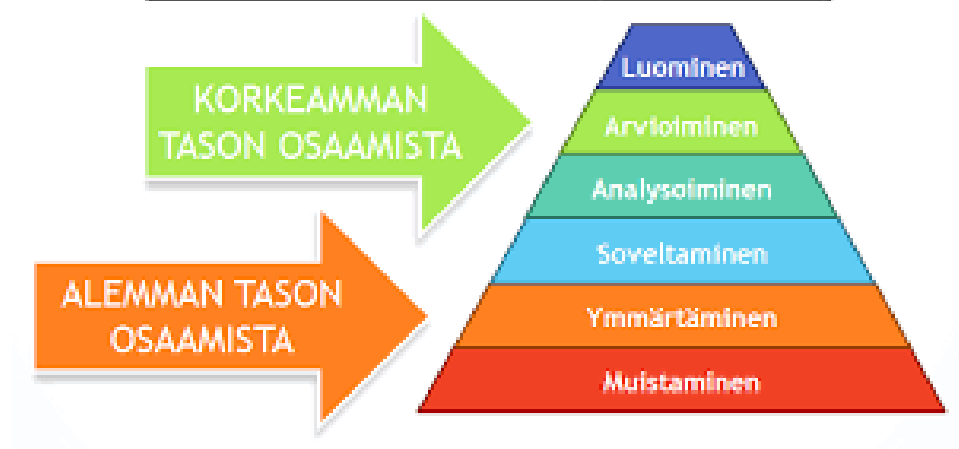 KORKEAMMAN
TASON OSAAMISTA
ALEMMAN TASON
OSAAMISTA
Luominen
Arvioiminen
Analysoiminen
Soveltaminen
Ymmärtäminen
Muistaminen